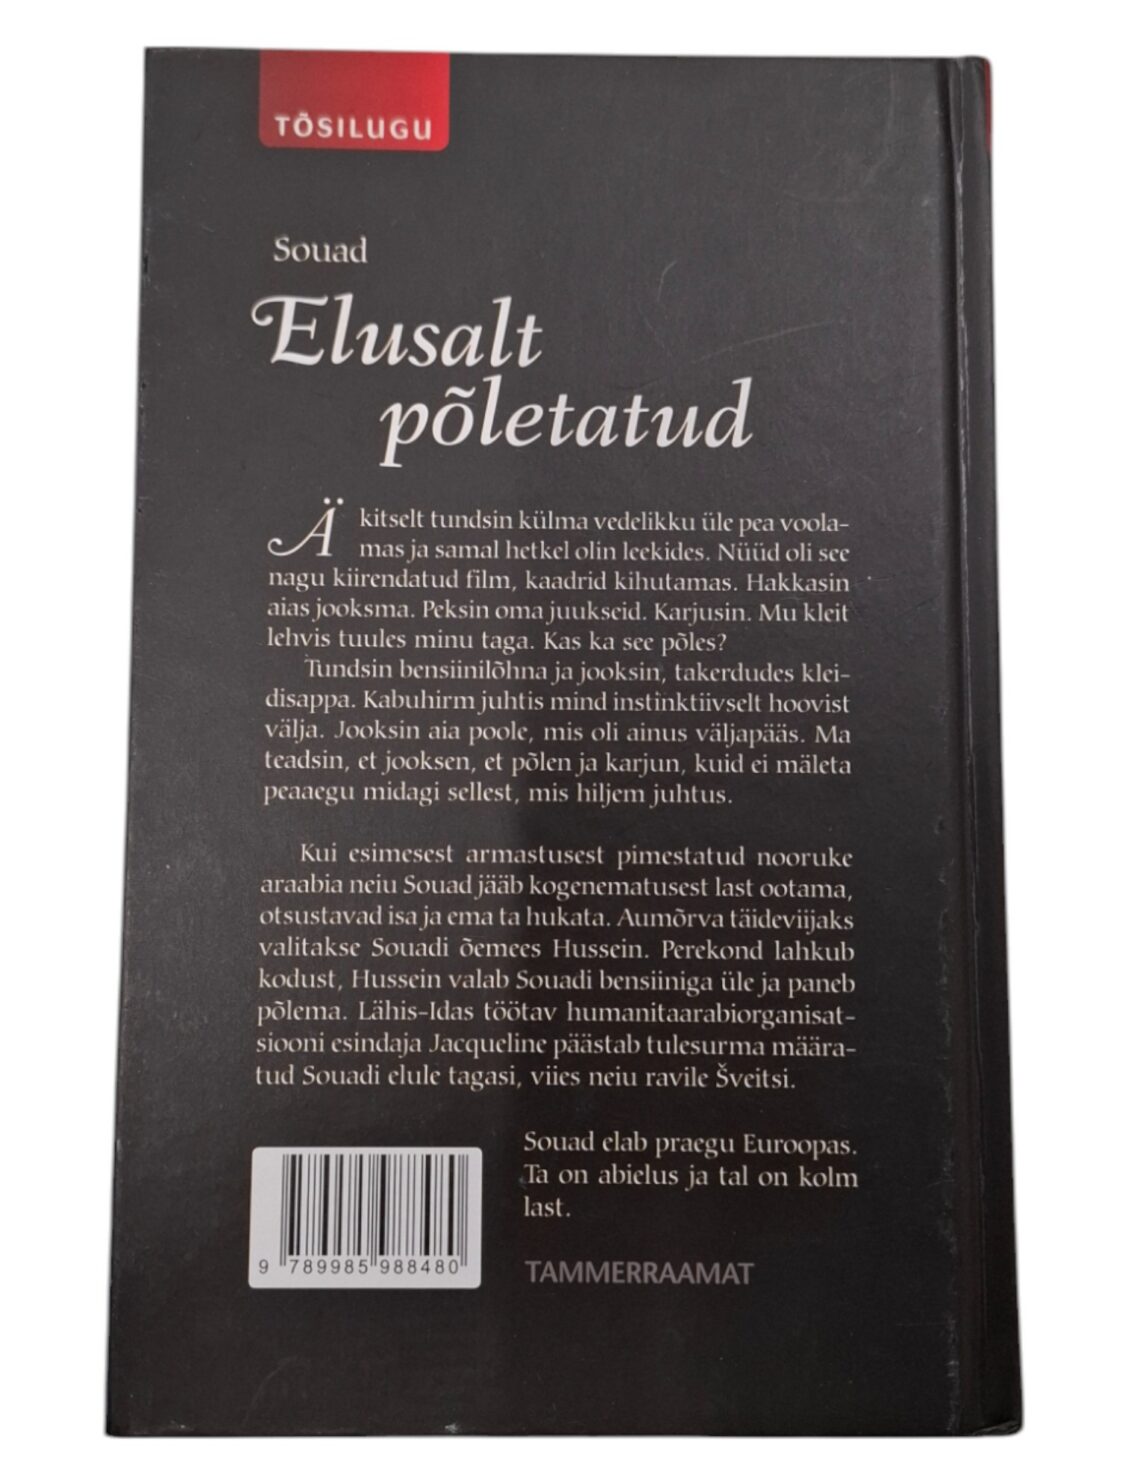 TÕSILUGU
Souad
Elusalt
põletatud
Äkitselt tundsin külma vedelikku üle pea voola-
mas ja samal hetkel olin leekides. Nüüd oli see
nagu kiirendatud film, kaadrid kihutamas. Hakkasin
aias jooksma. Peksin oma juukseid. Karjusin. Mu kleit
lehvis tuules minu taga. Kas ka see põles?
Tundsin bensiinilõhna ja jooksin, takerdudes klei-
disappa. Kabuhirm juhtis mind instinktiivselt hoovist
välja. Jooksin aia poole, mis oli ainus väljapääs. Ma
teadsin, et jooksen, et põlen ja karjun, kuid ei mäleta
peaaegu midagi sellest, mis hiljem juhtus.
Kui esimesest armastusest pimestatud nooruke
araabia neiu Souad jääb kogenematusest last ootama,
otsustavad isa ja ema ta hukata. Aumõrva täideviijaks
valitakse Souadi õemees Hussein. Perekond lahkub
kodust, Hussein valab Souadi bensiiniga üle ja paneb
põlema. Lähis-Idas töötav humanitaarabiorganisat-
siooni esindaja Jacqueline päästab tulesurma määra-
tud Souadi elule tagasi, viies neiu ravile Šveitsi.
Souad elab praegu Euroopas.
Ta on abielus ja tal on kolm
last.
9 789985 988480
TAMMERRAAMAT